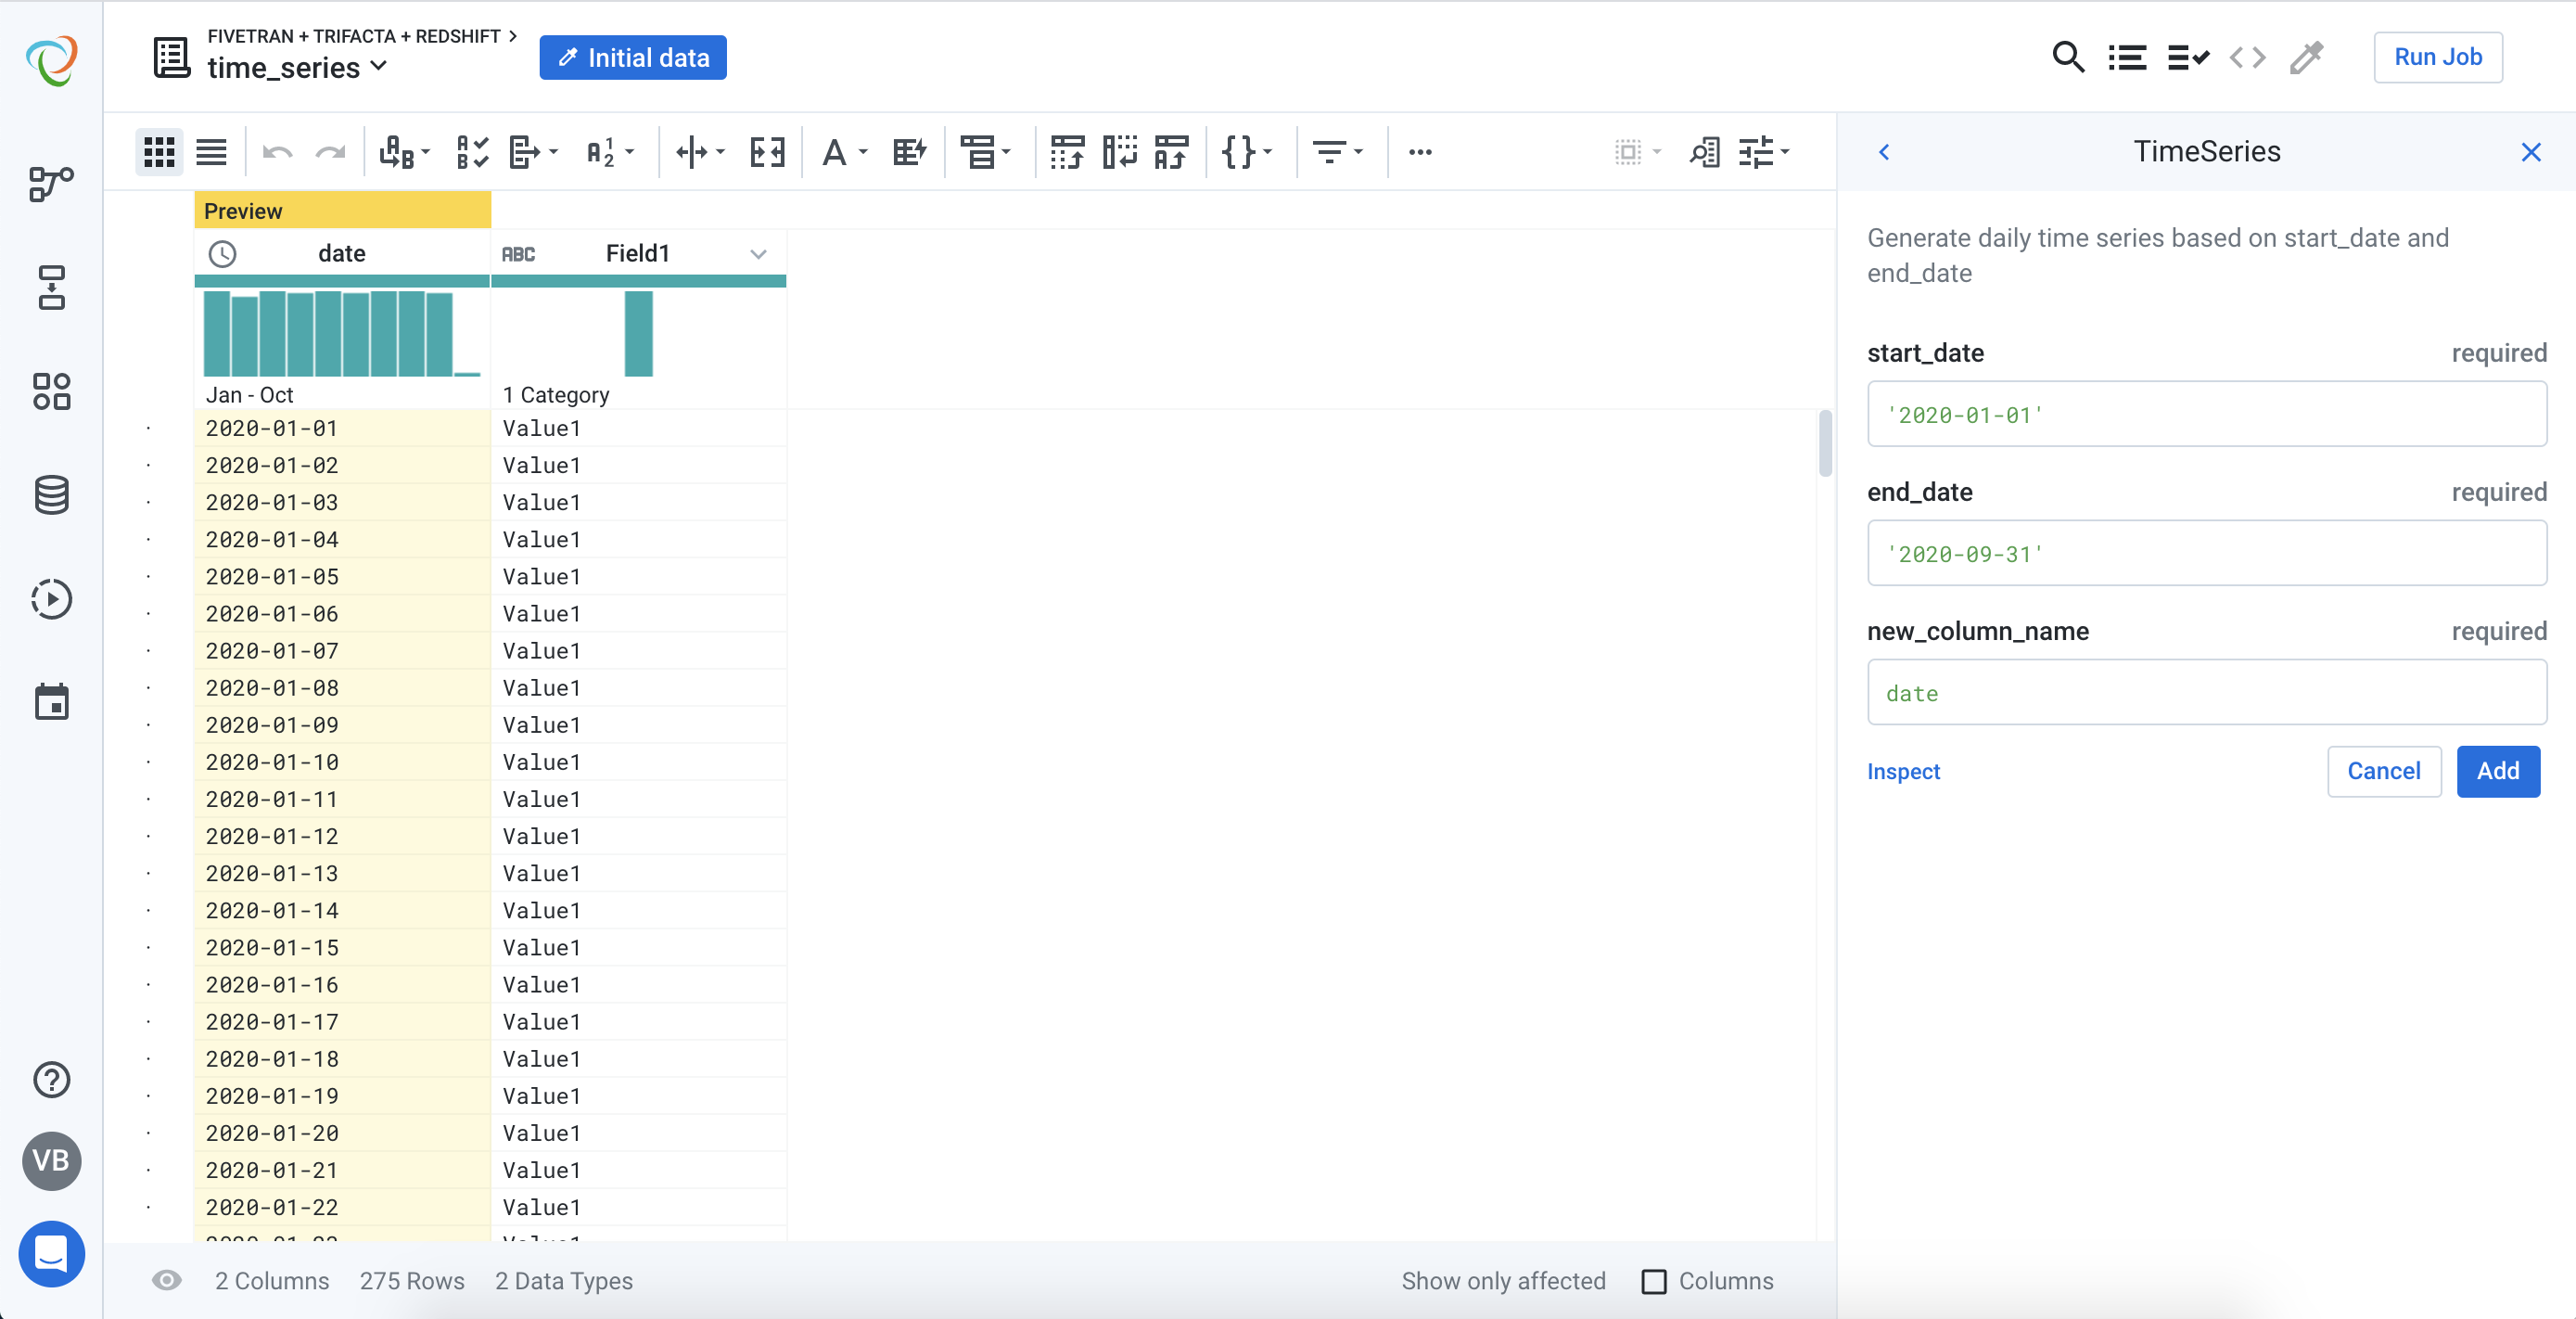 FIVETRAN + TRIFACTA + REDSHIFT
time_series
Initial data
Run Job
A
B
A
B
A
1
2
A
A
{}
TimeSeries
Preview
date
ABC Field1
Jan - Oct
1 Category
2020-01-01 Value1
2020-01-02 Value1
2020-01-03 Value1
2020-01-04 Value1
2020-01-05 Value1
2020-01-06 Value1
2020-01-07 Value1
2020-01-08 Value1
2020-01-09 Value1
2020-01-10 Value1
2020-01-11 Value1
2020-01-12 Value1
2020-01-13 Value1
2020-01-14 Value1
2020-01-15 Value1
2020-01-16 Value1
2020-01-17 Value1
2020-01-18 Value1
2020-01-19 Value1
2020-01-20 Value1
2020-01-21 Value1
2020-01-22 Value1
2 Columns 275 Rows 2 Data Types
Show only affected Columns
Generate daily time series based on start_date and
end_date
start_date required
'2020-01-01'
end_date required
'2020-09-31'
new_column_name required
date
Inspect
Cancel
Add
VB